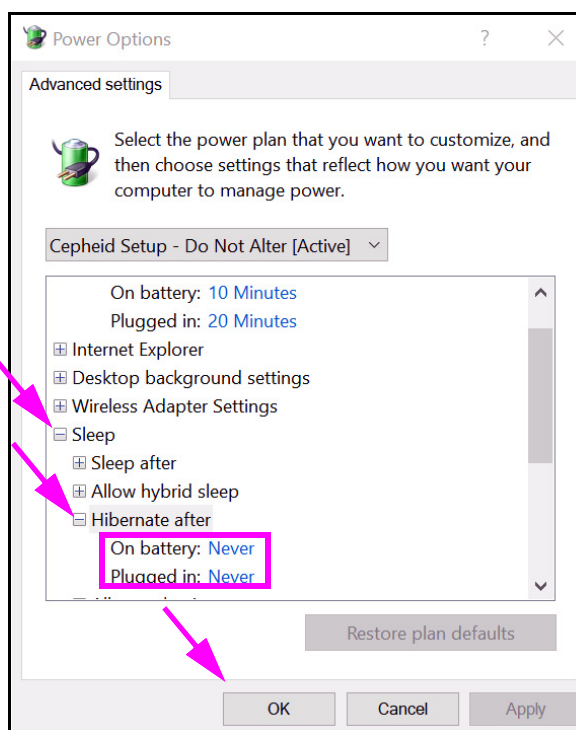 Power Options
?
Advanced settings
Select the power plan that you want to customize, and
then choose settings that reflect how you want your
computer to manage power.
Cepheid Setup - Do Not Alter [Active]
On battery: 10 Minutes
Plugged in: 20 Minutes
Internet Explorer
Desktop background settings
Wireless Adapter Settings
Sleep
Sleep after
Allow hybrid sleep
Hibernate after
On battery: Never
Plugged in: Never
Restore plan defaults
OK Cancel Apply